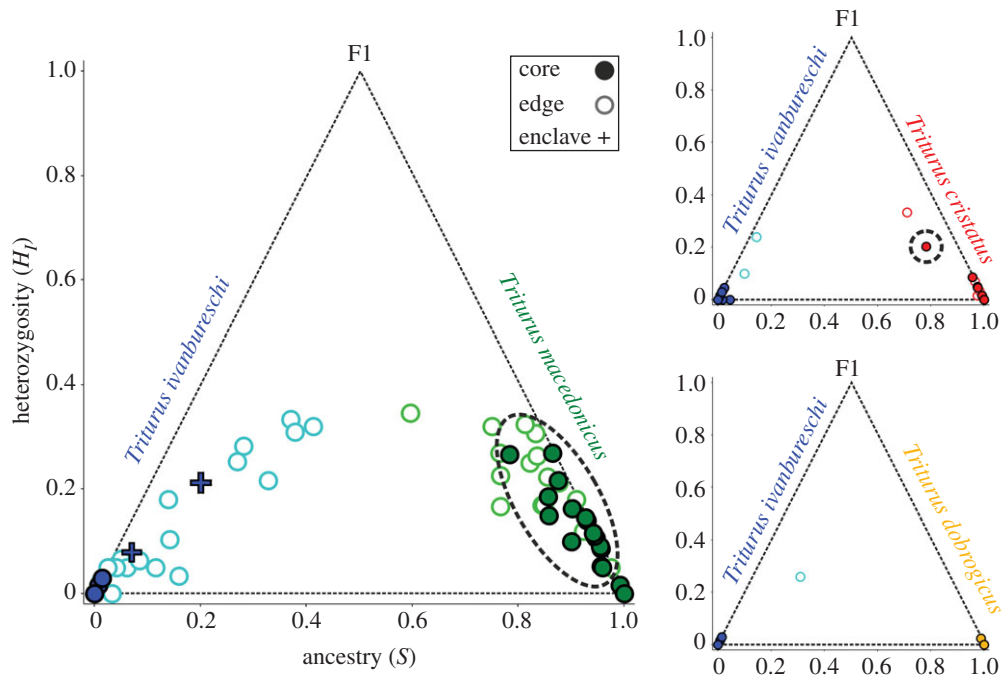 F1
1.0
0.8
0.6
0.4
0.2
0
heterozygosity (H_I)
Triturus ivanbureschi
Triturus macedonicus
core
edge
enclave +
0 0.2 0.4 0.6 0.8 1.0
ancestry (S)
F1
1.0
0.8
0.6
0.4
0.2
0
Triturus ivanbureschi
Triturus cristatus
0 0.2 0.4 0.6 0.8 1.0
F1
1.0
0.8
0.6
0.4
0.2
0
Triturus ivanbureschi
Triturus dobrogicus
0 0.2 0.4 0.6 0.8 1.0